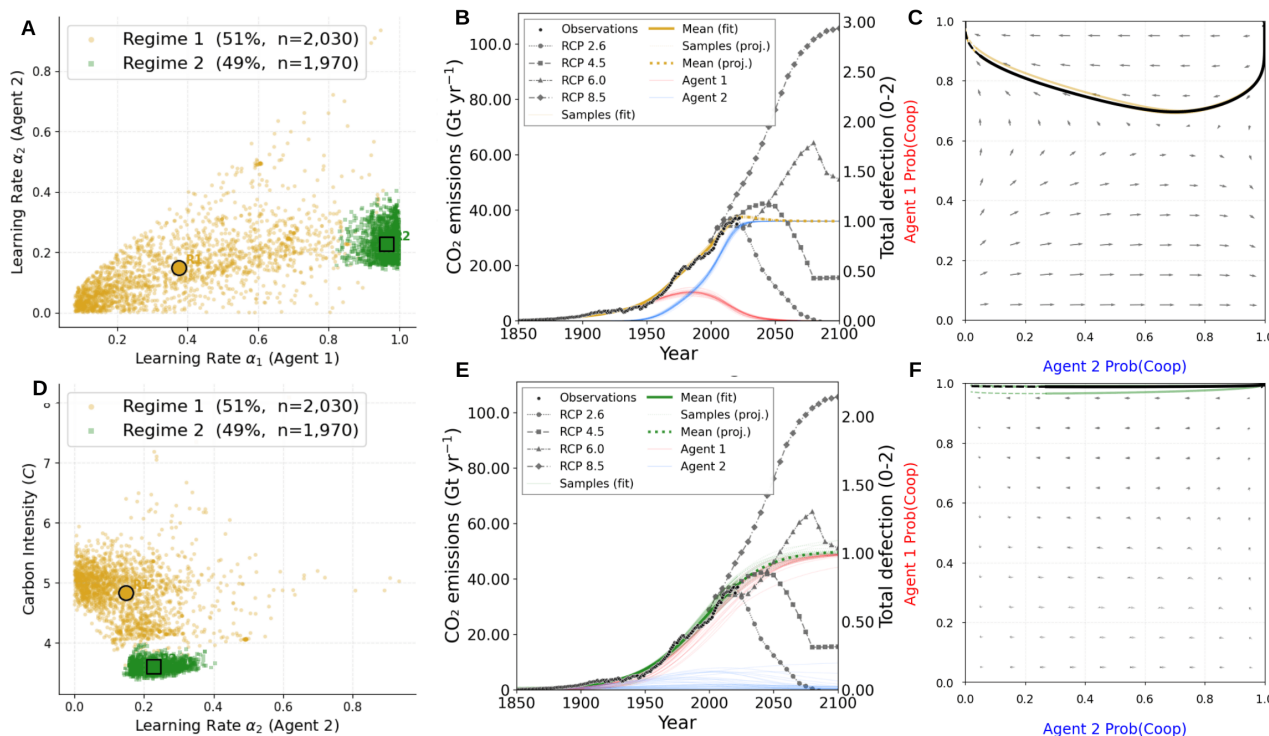 A
Regime 1 (51%, n=2,030)
Regime 2 (49%, n=1,970)
Learning Rate α₂ (Agent 2)
0.8
0.6
0.4
0.2
0.0
R1
0.2
0.4
0.6
0.8
1.0
Learning Rate α₁ (Agent 1)
B
Observations
RCP 2.6
RCP 4.5
RCP 6.0
RCP 8.5
Samples (fit)
Mean (fit)
Samples (proj.)
Mean (proj.)
Agent 1
Agent 2
CO₂ emissions (Gt yr⁻¹)
100.0
80.00
60.00
40.00
20.00
0
1850
1900
1950
2000
2050
2100
Year
3.00
2.50
2.00
1.50
1.00
0.50
0.00
Total defection (0-2)
C
Agent 1 Prob(Coop)
1.0
0.8
0.6
0.4
0.2
0.0
0.0
0.2
0.4
0.6
0.8
1.0
Agent 2 Prob(Coop)
D
Regime 1 (51%, n=2,030)
Regime 2 (49%, n=1,970)
Carbon Intensity (C)
8
7
6
5
4
0.0
0.2
0.4
0.6
0.8
Learning Rate α₂ (Agent 2)
E
Observations
RCP 2.6
RCP 4.5
RCP 6.0
RCP 8.5
Samples (fit)
Mean (fit)
Samples (proj.)
Mean (proj.)
Agent 1
Agent 2
CO₂ emissions (Gt yr⁻¹)
100.0
80.00
60.00
40.00
20.00
0
1850
1900
1950
2000
2050
2100
Year
2.00
1.50
1.00
0.50
0.00
Total defection (0-2)
F
Agent 1 Prob(Coop)
1.0
0.8
0.6
0.4
0.2
0.0
0.0
0.2
0.4
0.6
0.8
1.0
Agent 2 Prob(Coop)